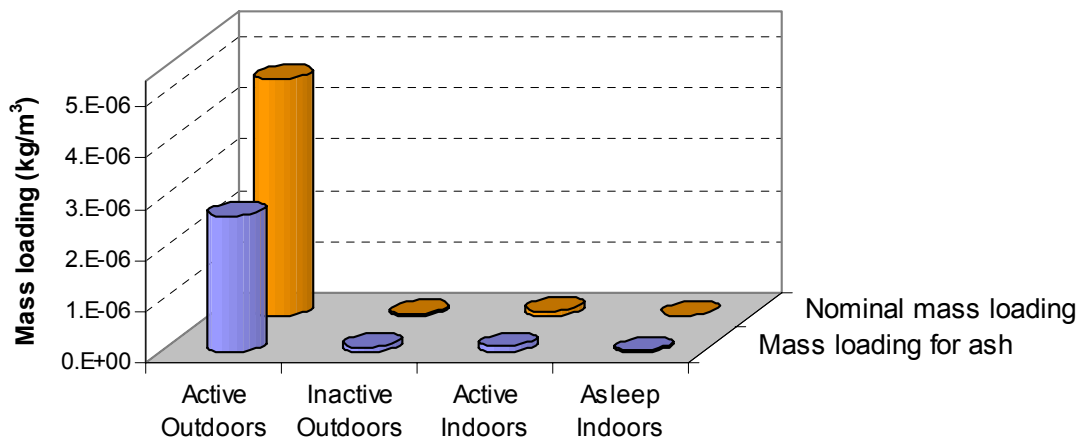 Mass loading (kg/m³)
5.E-06
4.E-06
3.E-06
2.E-06
1.E-06
0.E+00
Active
Outdoors
Inactive
Outdoors
Active
Indoors
Asleep
Indoors
Nominal mass loading
Mass loading for ash